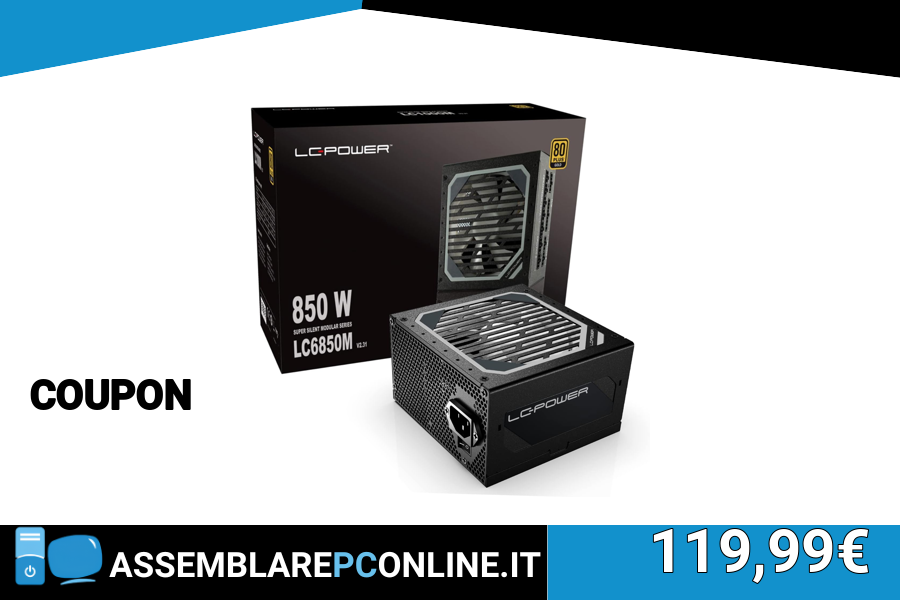 LC-POWER
80
PLUS
GOLD
850 W
SUPER SILENT MODULAR SERIES
LC6850M V2.31
LC-POWER
COUPON
ASSEMBLAREPCONLINE.IT
119,99€